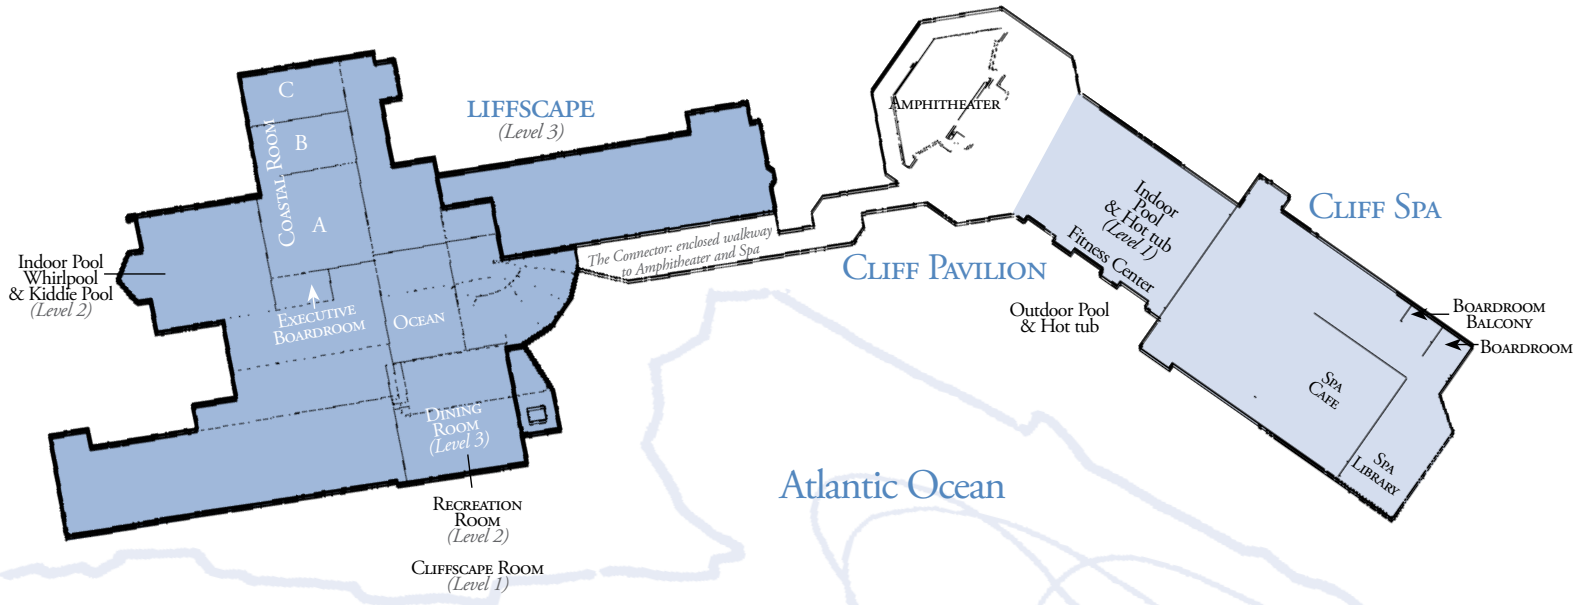 C
B
COASTAL ROOM
A
LIFFSCAPE
(Level 3)
AMPHITHEATER
Indoor Pool
Whirlpool
& Kiddie Pool
(Level 2)
EXECUTIVE
BOARDROOM
OCEAN
DINING
ROOM
(Level 3)
RECREATION
ROOM
(Level 2)
CLIFFSCAPE ROOM
(Level 1)
The Connector: enclosed walkway
to Amphitheater and Spa
CLIFF PAVILION
Indoor
Pool
& Hot tub
(Level 1)
Fitness Center
Outdoor Pool
& Hot tub
CLIFF SPA
BOARDROOM
BALCONY
BOARDROOM
SPA
CAFE
SPA
LIBRARY
Atlantic Ocean